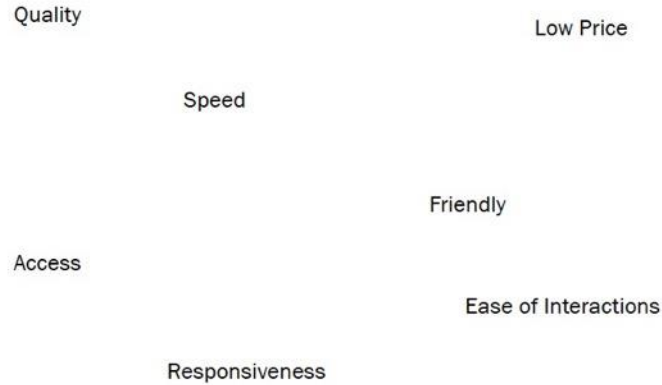 Quality
Low Price
Speed
Friendly
Access
Ease of Interactions
Responsiveness